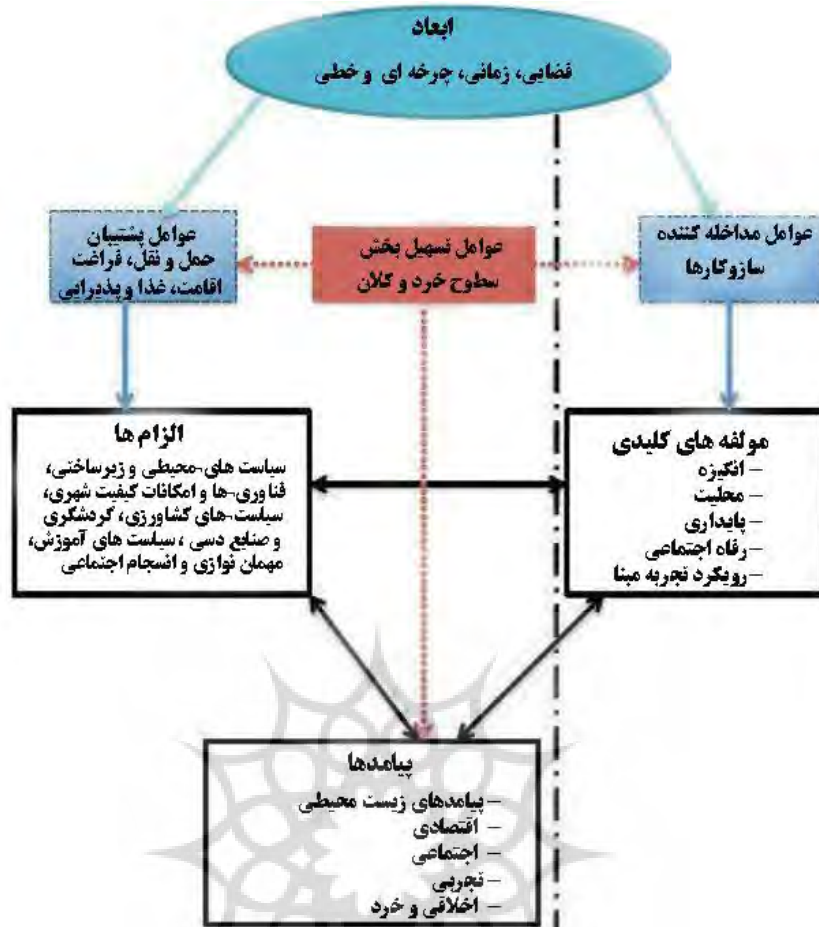 ابعاد
فضایی، زمانی، چرخه ای و خطی
عوامل مداخله کننده
سازوکارها
عوامل تسهیل بخش
سطوح خرد و کلان
عوامل پشتیبان
حمل و نقل، فراغت
اقامت، غذا و پذیرایی
مولفه های کلیدی
– انگیزه
– محلیت
– پایداری
– رفاه اجتماعی
– رویکرد تجربه مبنا
الزام ها
سیاست های-محیطی و زیرساختی،
فناوری-ها و امکانات کیفیت شهری،
سیاست-های کشاورزی، گردشگری
و صنایع دسی ، سیاست های آموزش،
مهمان نوازی و انسجام اجتماعی
پیامدها
– پیامدهای زیست محیطی
– اقتصادی
– اجتماعی
– تجربی
– اخلاقی و خرد